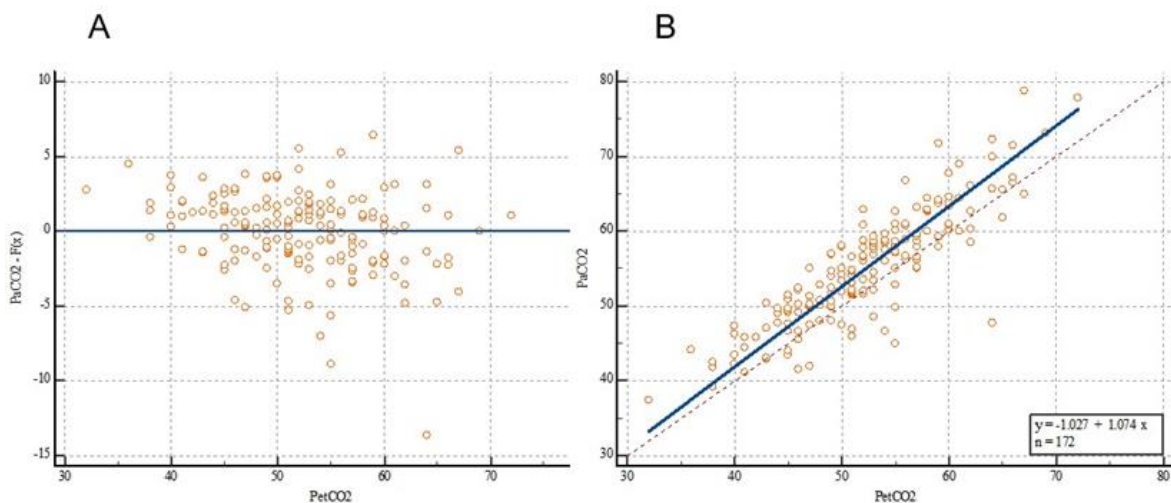 A
10
5
0
-5
-10
-15
PaCO2 - F(x)
30 40 50 60 70
PetCO2
B
80
70
60
50
40
30
PaCO2
y = -1.027 + 1.074 x
n = 172
30 40 50 60 70 80
PetCO2